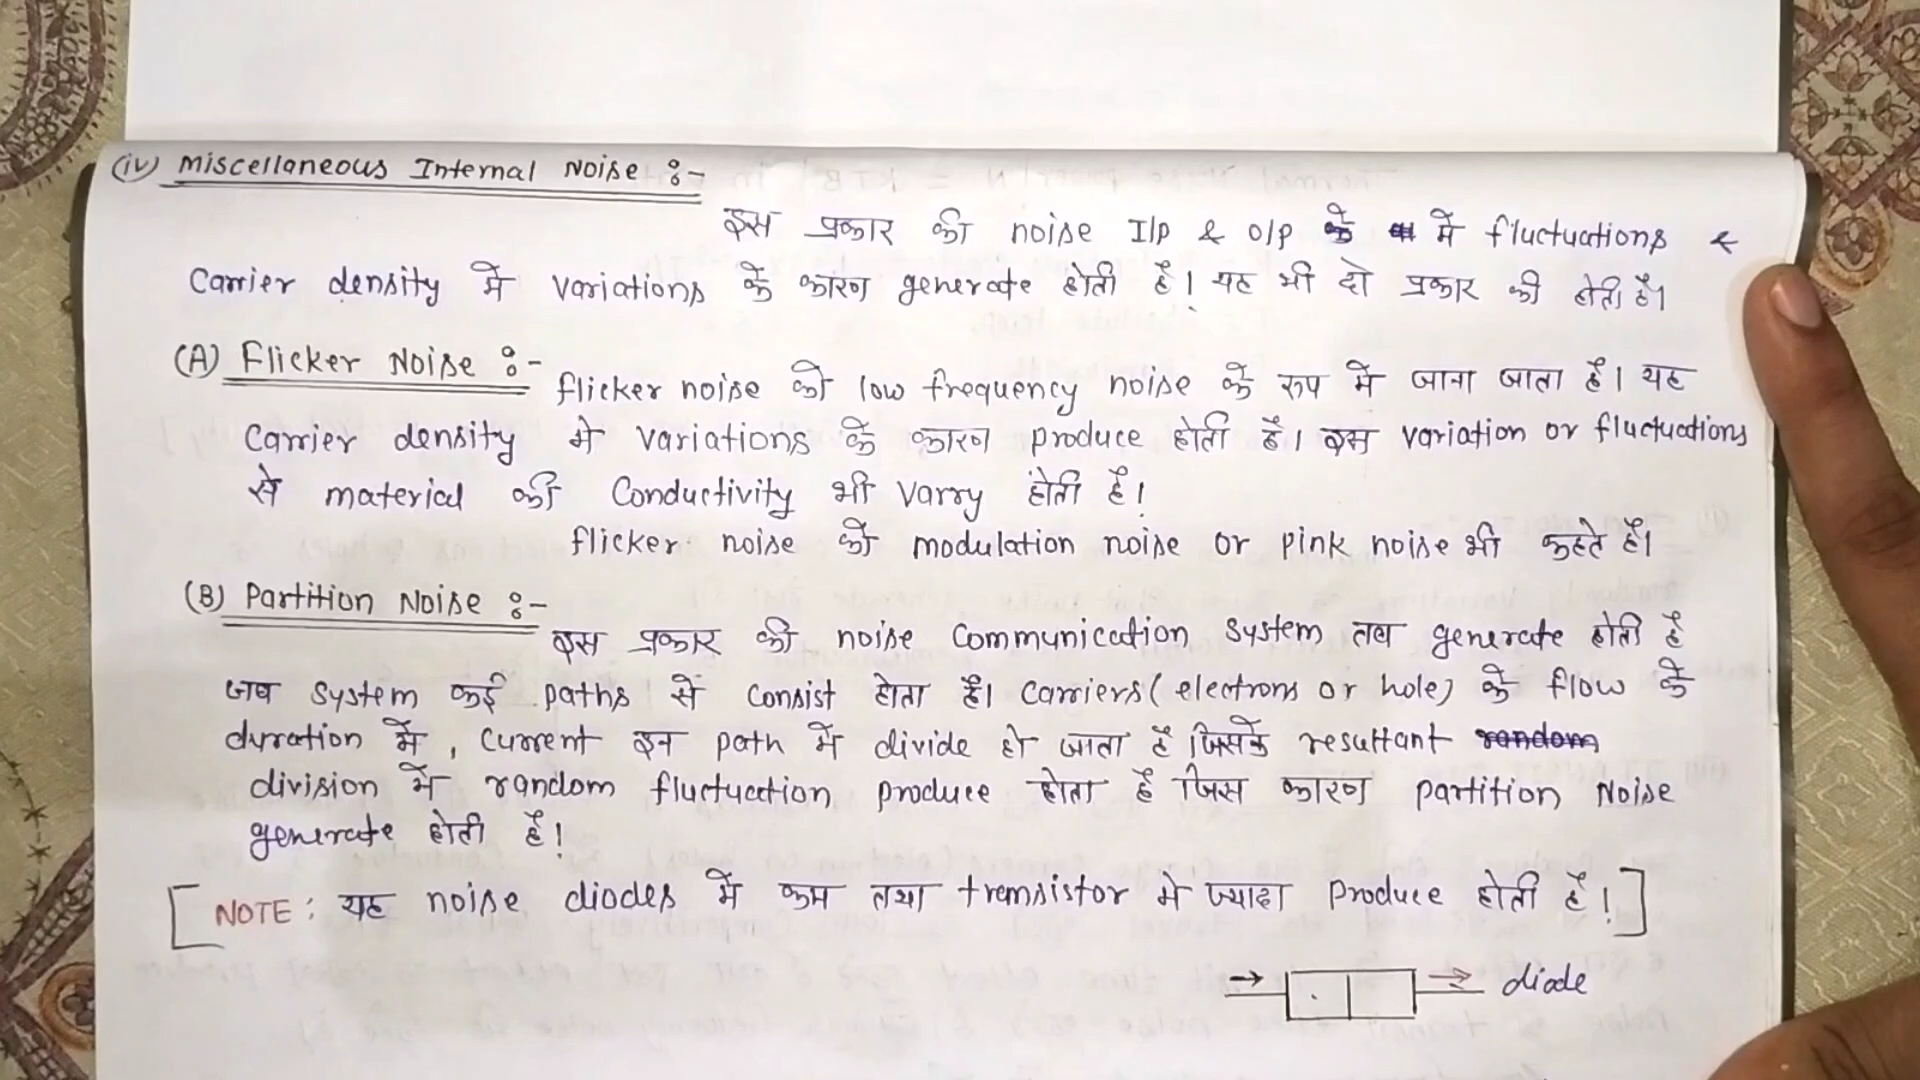 (iv) Miscellaneous Internal Noise :-
इस प्रकार की noise I/p & o/p के में fluctuations &
Carrier density में variations के कारण generate होती है। यह भी दो प्रकार की होती है।
(A) Flicker Noise :-
flicker noise को low frequency noise के रूप में जाना जाता है। यह
Carrier density में variations के कारण produce होती है। इस variation or fluctuations
से material की Conductivity भी varry होती है।
flicker noise को modulation noise or pink noise भी कहते है।
(B) Partition Noise :-
इस प्रकार की noise communication system तब generate होती है
जब system कई paths से consist होता है। carriers (electrons or hole) के flow के
duration में, current इन path में divide हो जाता है जिसके resultant random
division में random fluctuation produce होता है जिस कारण partition Noise
generate होती है।
[NOTE: यह noise diodes में कम तथा transistor में ज्यादा produce होती है।]
diode